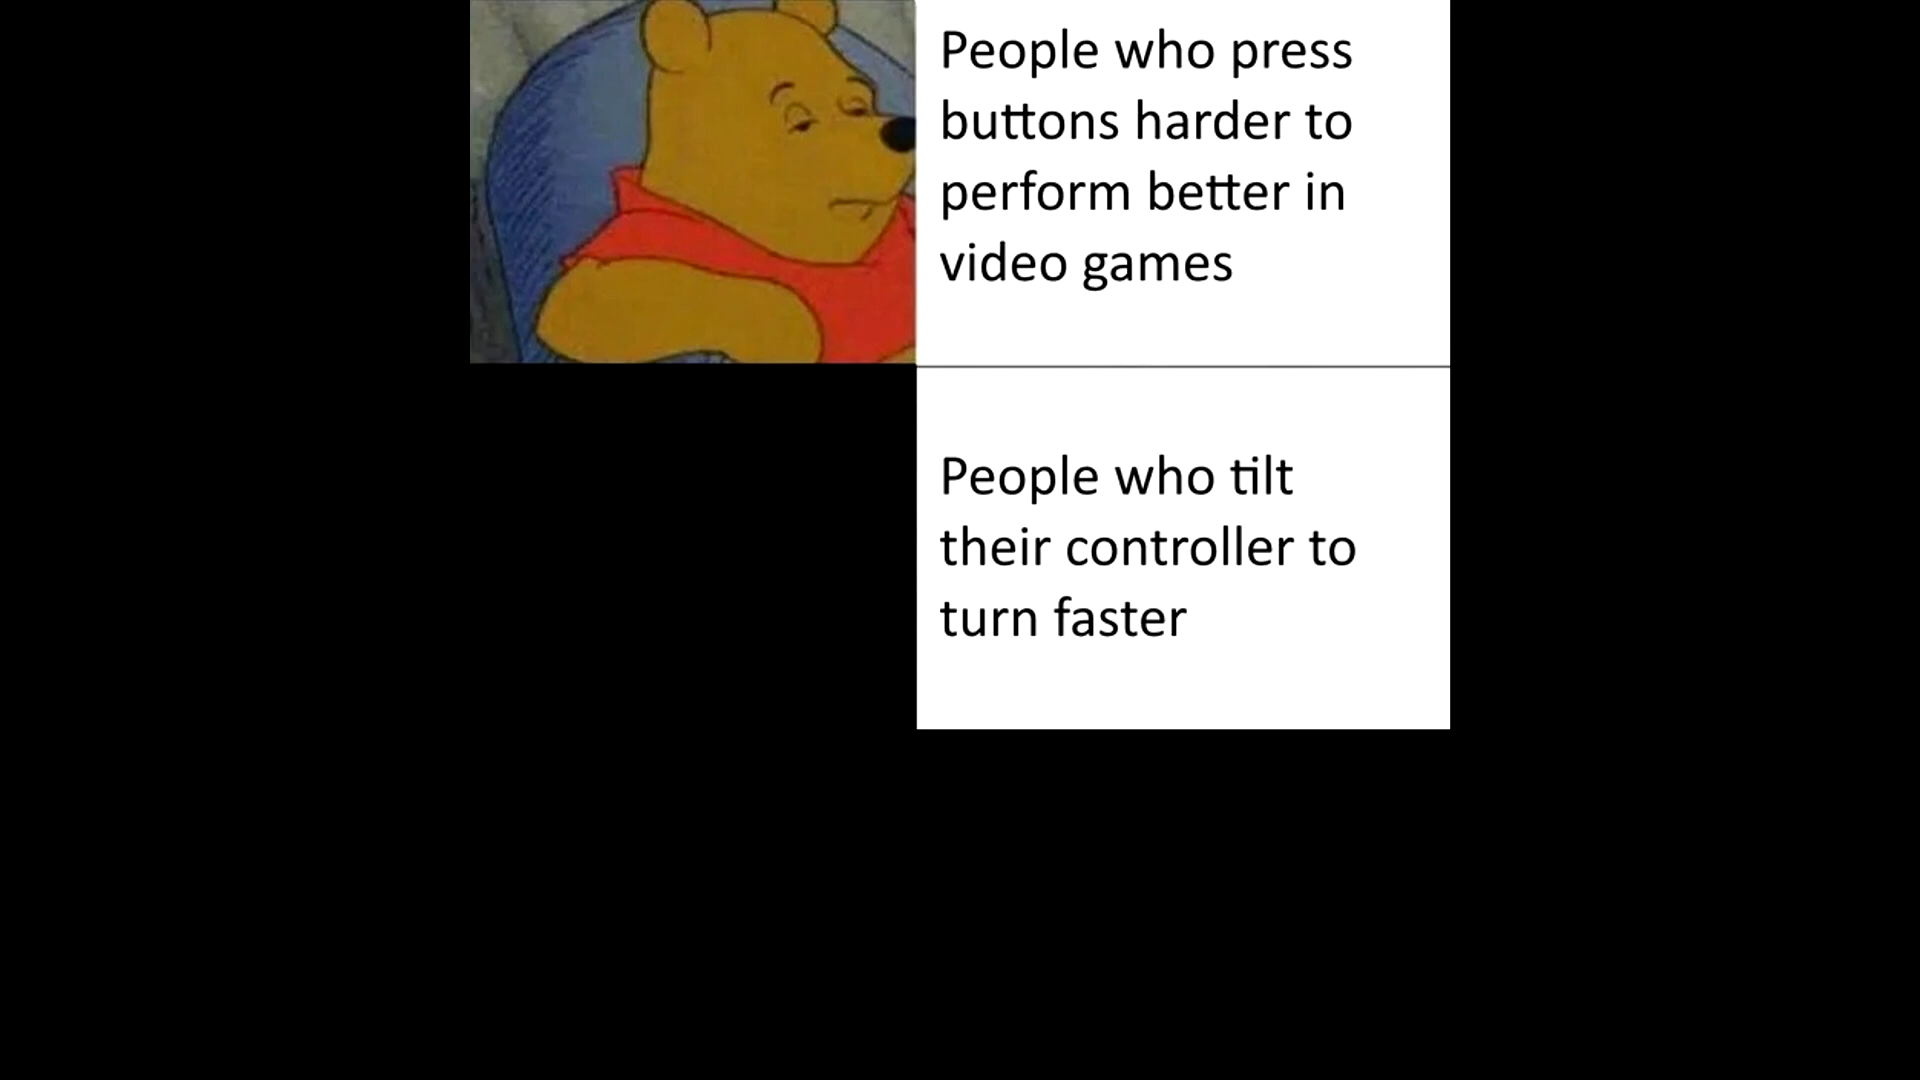 People who press
buttons harder to
perform better in
video games
People who tilt
their controller to
turn faster